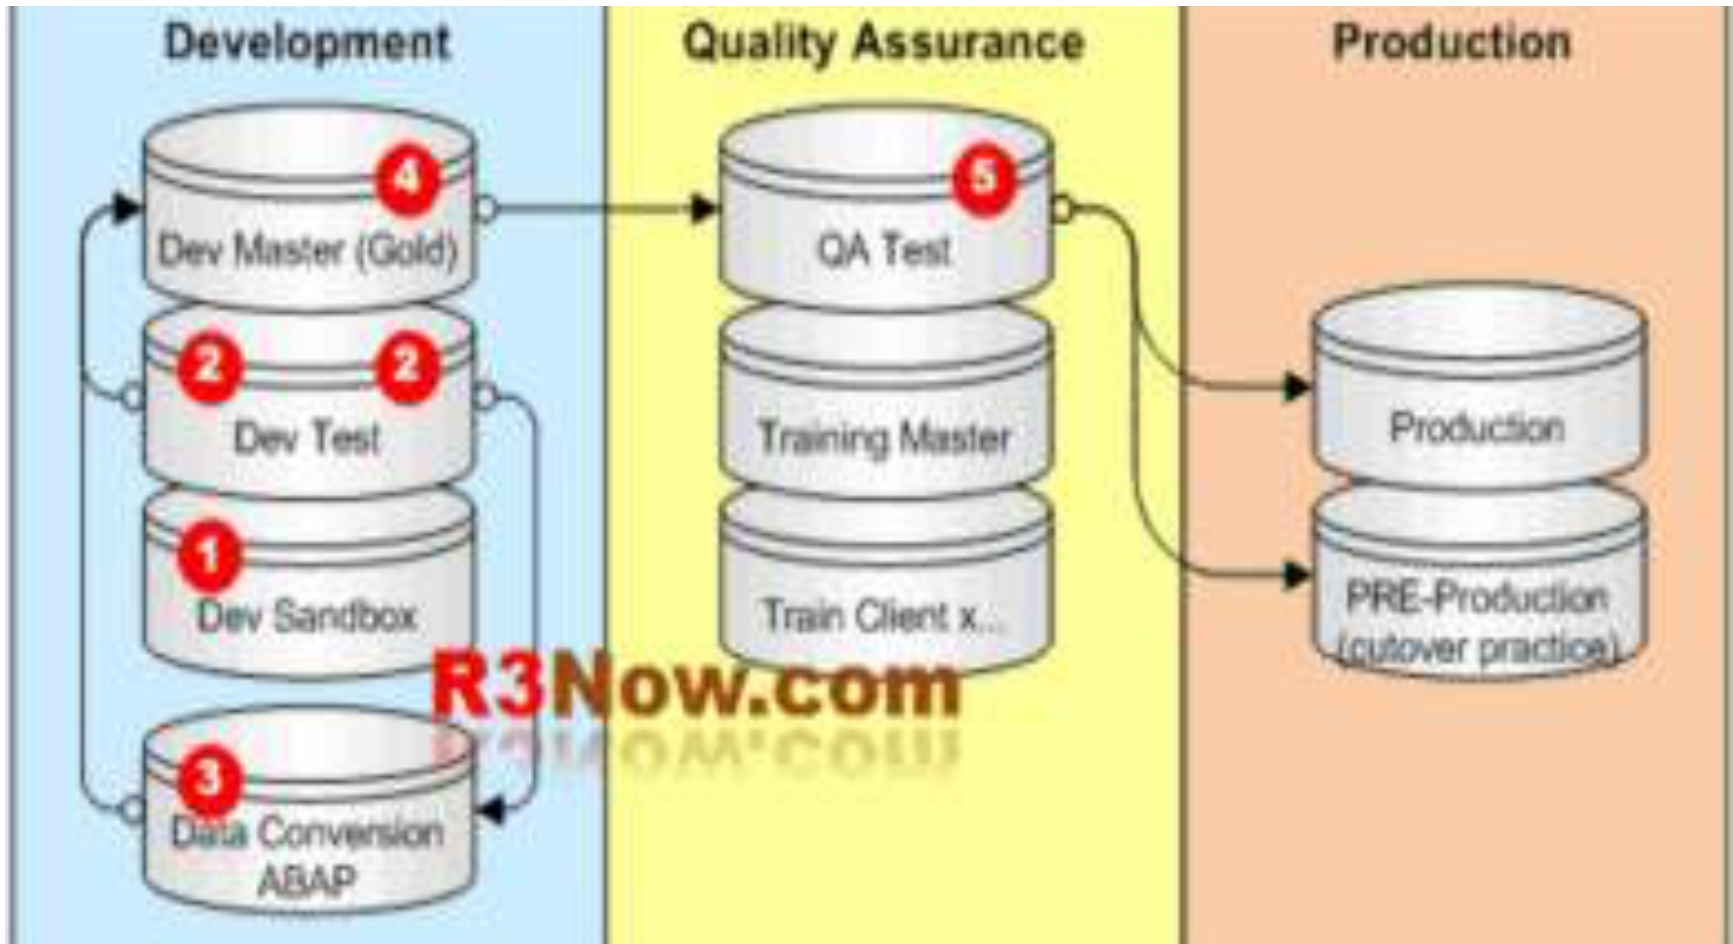 Development
Quality Assurance
Production
4
Dev Master (Gold)
2 2
Dev Test
1
Dev Sandbox
3
Data Conversion
ABAP
5
QA Test
Training Master
Train Client x...
Production
PRE-Production
(cutover practice)
R3Now.com